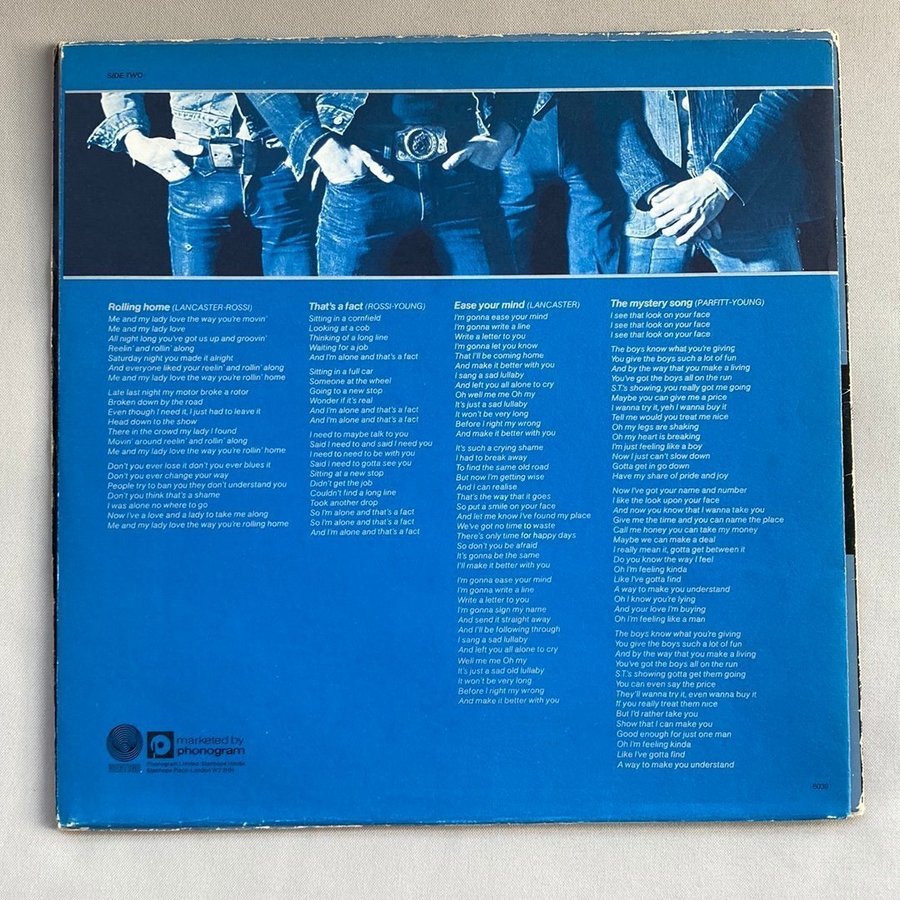 SIDE TWO
Rolling home (LANCASTER-ROSSI)
Me and my lady love the way you're movin'
Me and my lady love
All night long you've got us up and groovin'
Reelin' and rollin' along
Saturday night you made it alright
And everyone liked your reelin' and rollin' along
Me and my lady love the way you're rollin' home
Late last night my motor broke a rotor
Broken down by the road
Even though I need it, I just had to leave it
Head down to the show
There in the crowd my lady I found
Movin' around reelin' and rollin' along
Me and my lady love the way you're rollin' home
Don't you ever lose it don't you ever blues it
Don't you ever change your way
People try to ban you they don't understand you
Don't you think that's a shame
I was alone no where to go
Now I've a love and a lady to take me along
Me and my lady love the way you're rolling home
That's a fact (ROSSI-YOUNG)
Sitting in a cornfield
Looking at a cob
Thinking of a long line
Waiting for a job
And I'm alone and that's a fact
Sitting in a full car
Someone at the wheel
Going to a new stop
Wonder if it's real
And I'm alone and that's a fact
And I'm alone and that's a fact
I need to maybe talk to you
Said I need to and said I need you
I need to need to be with you
Said I need to gotta see you
Sitting at a new stop
Didn't get the job
Couldn't find a long line
Took another drop
So I'm alone and that's a fact
So I'm alone and that's a fact
And I'm alone and that's a fact
Ease your mind (LANCASTER)
I'm gonna ease your mind
I'm gonna write a line
Write a letter to you
I'm gonna let you know
That I'll be coming home
And make it better with you
I sang a sad lullaby
And left you all alone to cry
Oh well me me Oh my
It's just a sad lullaby
It won't be very long
Before I right my wrong
And make it better with you
It's such a crying shame
I had to break away
To find the same old road
But now I'm getting wise
And I can realise
That's the way that it goes
So put a smile on your face
And let me know I've found my place
We've got no time to waste
There's only time for happy days
So don't you be afraid
It's gonna be the same
I'll make it better with you
I'm gonna ease your mind
I'm gonna write a line
Write a letter to you
I'm gonna sign my name
And send it straight away
And I'll be following through
I sang a sad lullaby
And left you all alone to cry
Well me me Oh my
It's just a sad old lullaby
It won't be very long
Before I right my wrong
And make it better with you
The mystery song (PARFITT-YOUNG)
I see that look on your face
I see that look on your face
I see that look on your face
The boys know what you're giving
You give the boys such a lot of fun
And by the way that you make a living
You've got the boys all on the run
S.T.'s showing, you really got me going
Maybe you can give me a price
I wanna try it, yeh I wanna buy it
Tell me would you treat me nice
Oh my legs are shaking
Oh my heart is breaking
I'm just feeling like a boy
Now I just can't slow down
Gotta get in go down
Have my share of pride and joy
Now I've got your name and number
I like the look upon your face
And now you know that I wanna take you
Give me the time and you can name the place
Call me honey you can take my money
Maybe we can make a deal
I really mean it, gotta get between it
Do you know the way I feel
Oh I'm feeling kinda
Like I've gotta find
A way to make you understand
Oh I know you're lying
And your love I'm buying
Oh I'm feeling like a man
The boys know what you're giving
You give the boys such a lot of fun
And by the way that you make a living
You've got the boys all on the run
S.T.'s showing gotta get them going
You can even say the price
They'll wanna try it, even wanna buy it
If you really treat them nice
But I'd rather take you
Show that I can make you
Good enough for just one man
Oh I'm feeling kinda
Like I've gotta find
A way to make you understand
marketed by
phonogram
Phonogram Limited Stanhope House
Stanhope Place London W2 2HH
6039